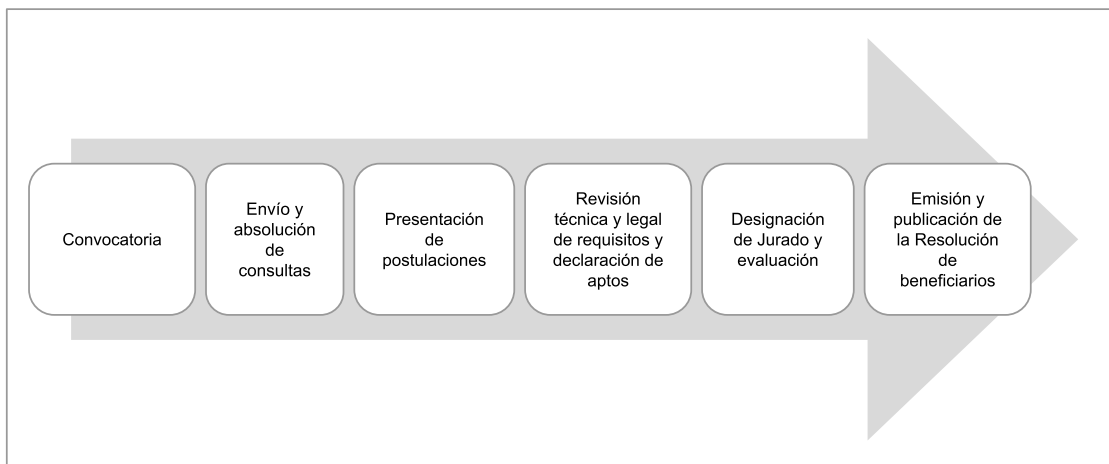 Convocatoria
Envío y
absolución
de
consultas
Presentación
de
postulaciones
Revisión
técnica y legal
de requisitos y
declaración de
aptos
Designación
de Jurado y
evaluación
Emisión y
publicación de
la Resolución
de
beneficiarios